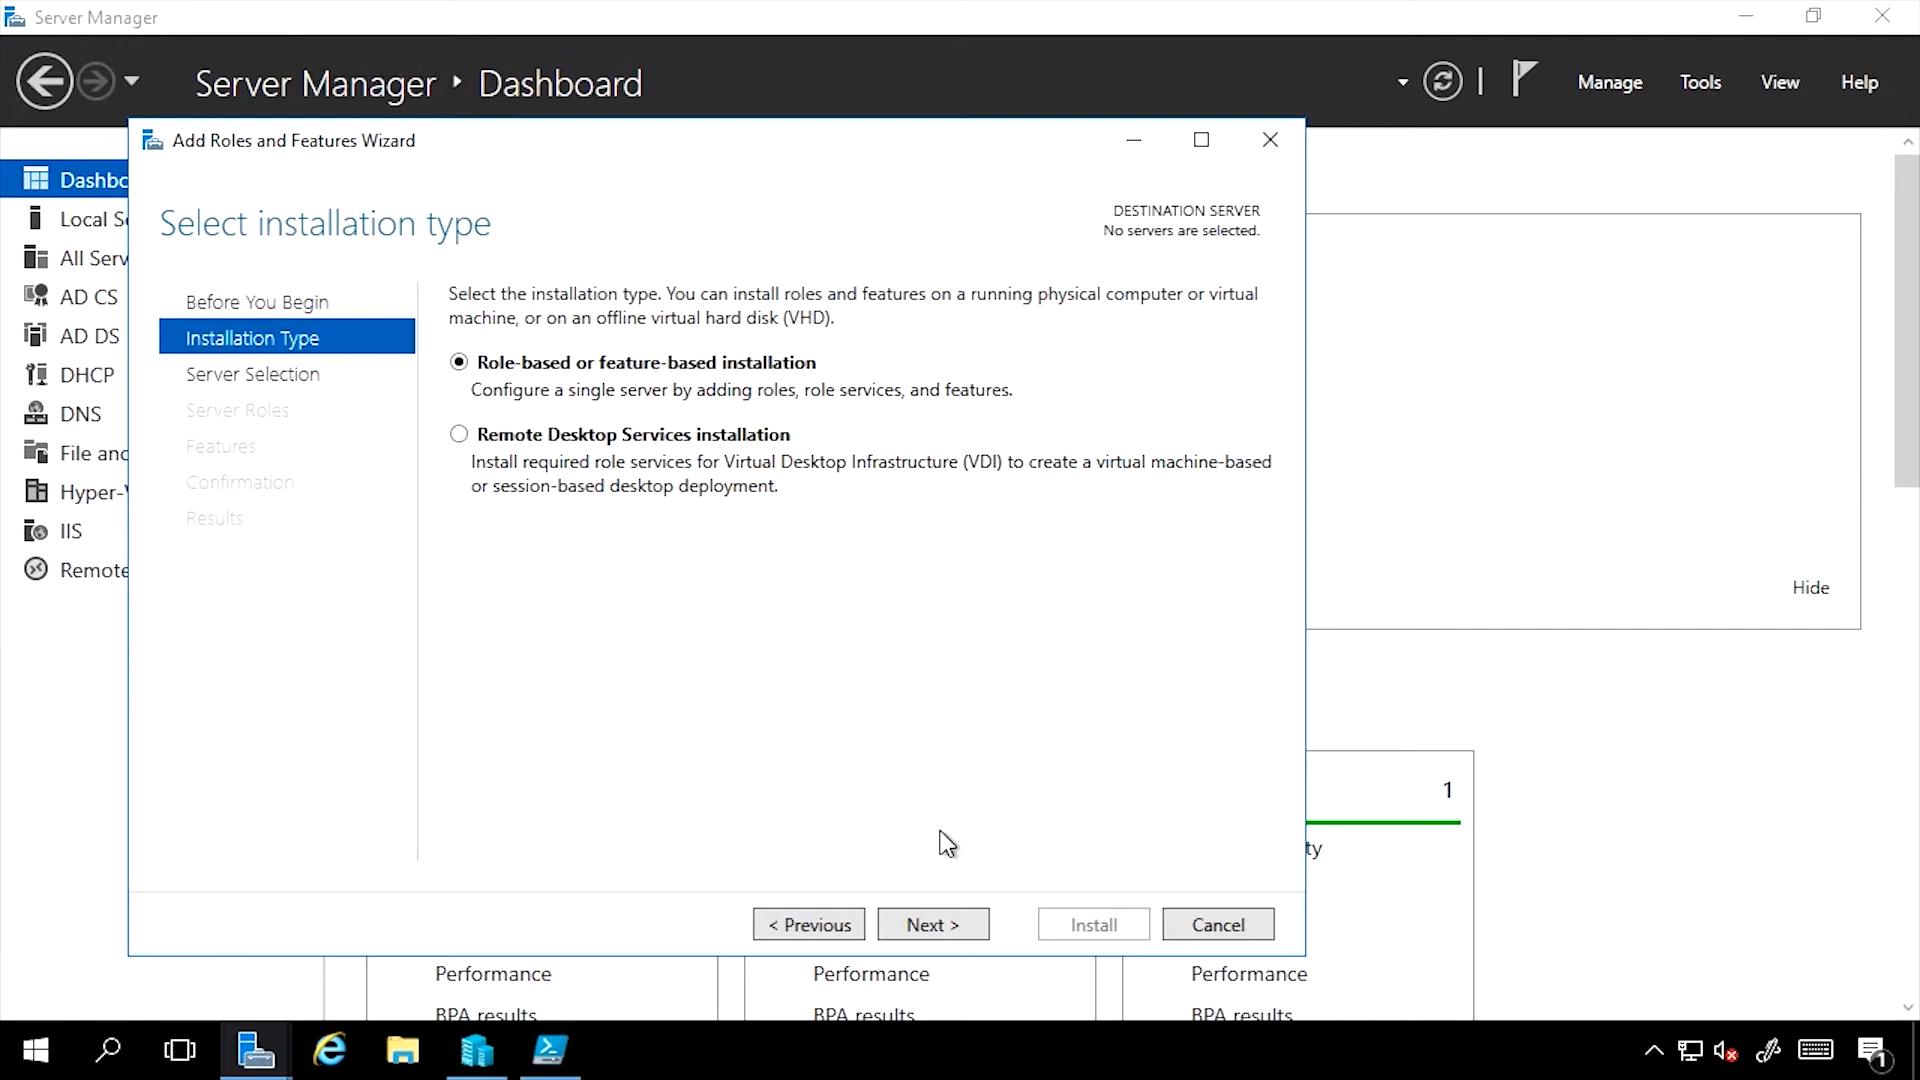 Server Manager
Server Manager ‣ Dashboard
Manage
Tools
View
Help
Add Roles and Features Wizard
Select installation type
DESTINATION SERVER
No servers are selected.
Before You Begin
Installation Type
Server Selection
Server Roles
Features
Confirmation
Results
Select the installation type. You can install roles and features on a running physical computer or virtual
machine, or on an offline virtual hard disk (VHD).
Role-based or feature-based installation
Configure a single server by adding roles, role services, and features.
Remote Desktop Services installation
Install required role services for Virtual Desktop Infrastructure (VDI) to create a virtual machine-based
or session-based desktop deployment.
< Previous
Next >
Install
Cancel
Dashbo
Local Se
All Serv
AD CS
AD DS
DHCP
DNS
File and
Hyper-V
IIS
Remote
Hide
1
ty
Performance
Performance
Performance
BPA results
BPA results
BPA results
1